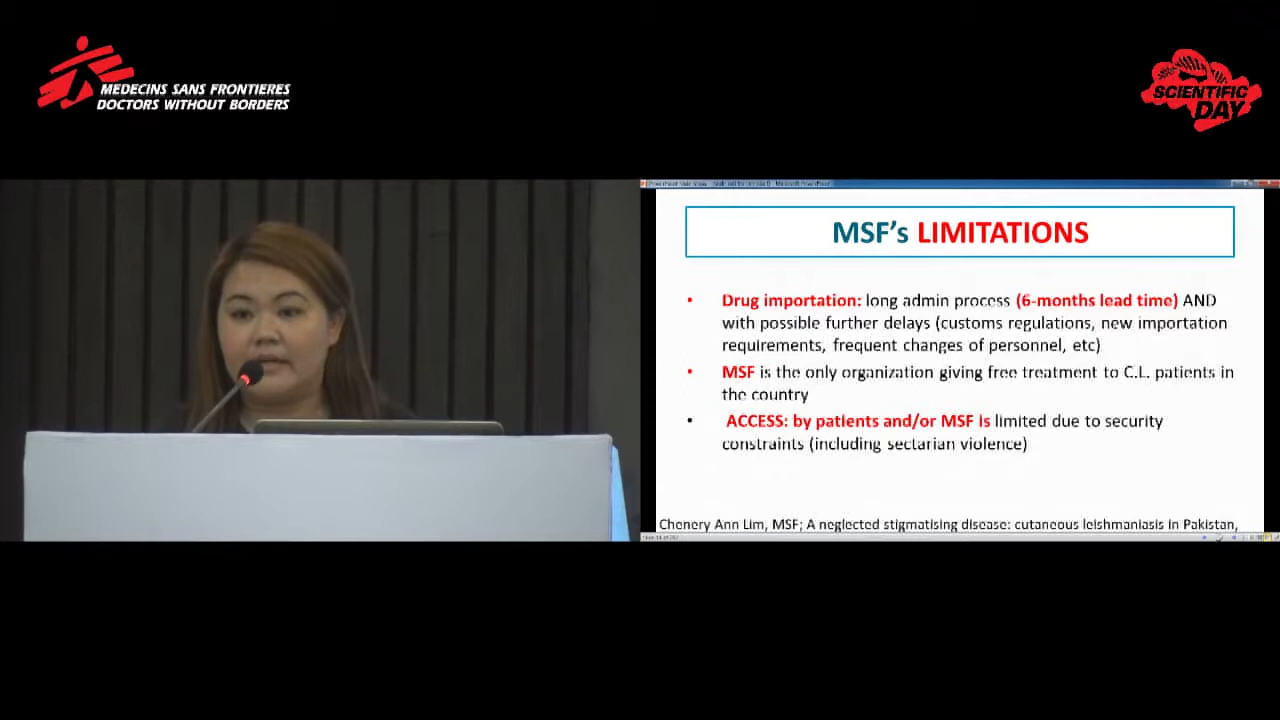 MEDECINS SANS FRONTIERES
DOCTORS WITHOUT BORDERS
SCIENTIFIC
DAY
MSF's LIMITATIONS
• Drug importation: long admin process (6-months lead time) AND
with possible further delays (customs regulations, new importation
requirements, frequent changes of personnel, etc)
• MSF is the only organization giving free treatment to C.L. patients in
the country
• ACCESS: by patients and/or MSF is limited due to security
constraints (including sectarian violence)
Chenery Ann Lim, MSF; A neglected stigmatising disease: cutaneous leishmaniasis in Pakistan,